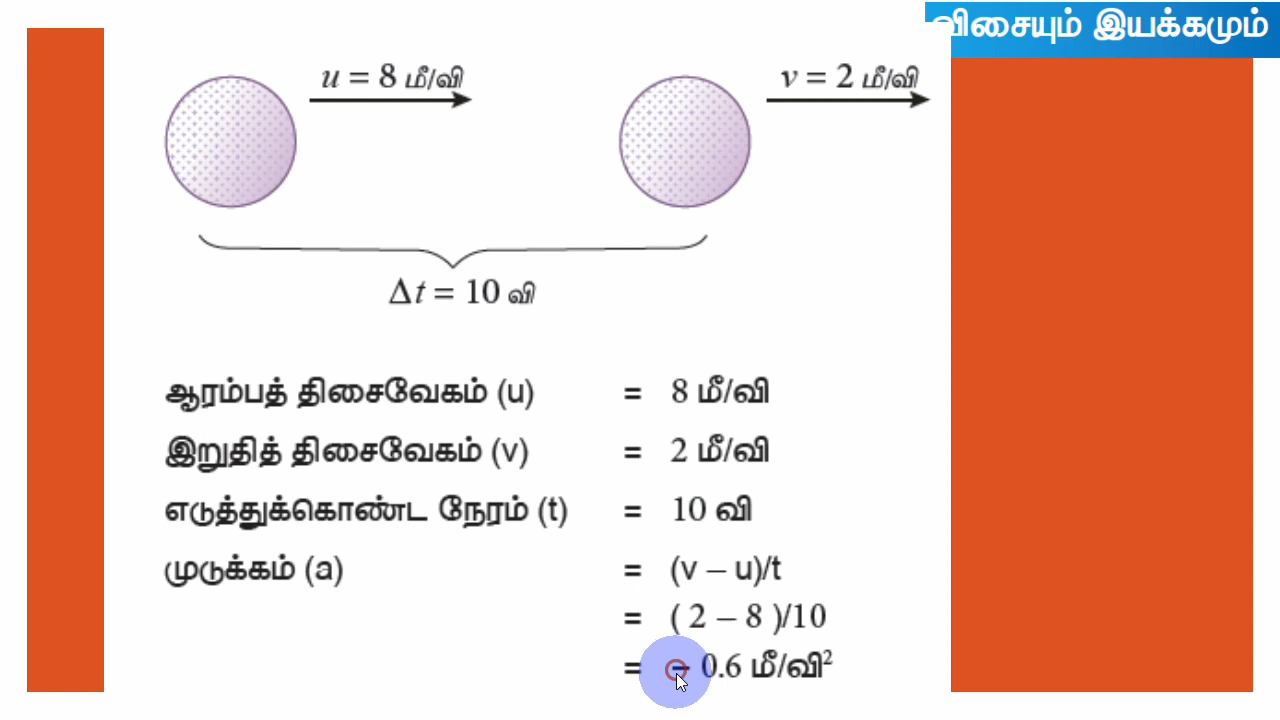 விசையும் இயக்கமும்
u = 8 மீ/வி
v = 2 மீ/வி
Δt = 10 வி
ஆரம்பத் திசைவேகம் (u) = 8 மீ/வி
இறுதித் திசைவேகம் (v) = 2 மீ/வி
எடுத்துக்கொண்ட நேரம் (t) = 10 வி
முடுக்கம் (a) = (v – u)/t
= ( 2 – 8 )/10
= – 0.6 மீ/வி²